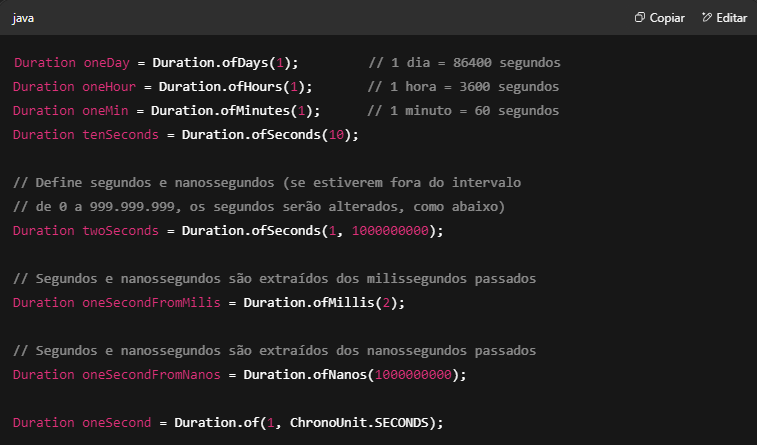 java Copiar Editar
Duration oneDay = Duration.ofDays(1); // 1 dia = 86400 segundos
Duration oneHour = Duration.ofHours(1); // 1 hora = 3600 segundos
Duration oneMin = Duration.ofMinutes(1); // 1 minuto = 60 segundos
Duration tenSeconds = Duration.ofSeconds(10);
// Define segundos e nanossegundos (se estiverem fora do intervalo
// de 0 a 999.999.999, os segundos serão alterados, como abaixo)
Duration twoSeconds = Duration.ofSeconds(1, 1000000000);
// Segundos e nanossegundos são extraídos dos milissegundos passados
Duration oneSecondFromMilis = Duration.ofMillis(2);
// Segundos e nanossegundos são extraídos dos nanossegundos passados
Duration oneSecondFromNanos = Duration.ofNanos(1000000000);
Duration oneSecond = Duration.of(1, ChronoUnit.SECONDS);